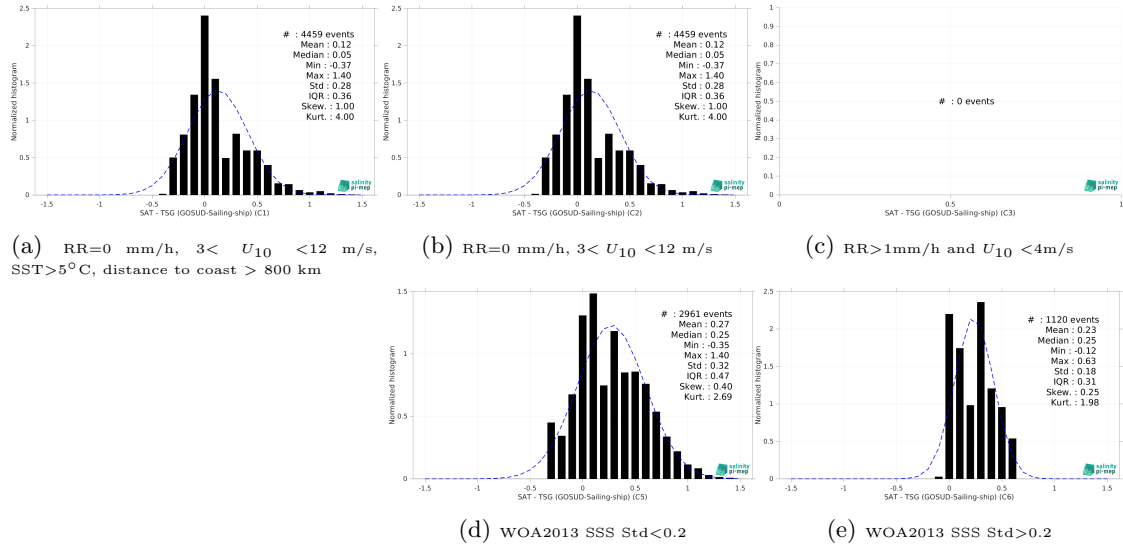 2.5
2
1.5
1
0.5
0
Normalized histogram
# : 4459 events
Mean : 0.12
Median : 0.05
Min : -0.37
Max : 1.40
Std : 0.28
IQR : 0.36
Skew. : 1.00
Kurt. : 4.00
salinity
pi-mep
-1.5 -1 -0.5 0 0.5 1 1.5
SAT - TSG (GOSUD-Sailing-ship) (C1)
(a) RR=0 mm/h, 3< U10 <12 m/s,
SST>5°C, distance to coast > 800 km
2.5
2
1.5
1
0.5
0
Normalized histogram
# : 4459 events
Mean : 0.12
Median : 0.05
Min : -0.37
Max : 1.40
Std : 0.28
IQR : 0.36
Skew. : 1.00
Kurt. : 4.00
salinity
pi-mep
-1.5 -1 -0.5 0 0.5 1 1.5
SAT - TSG (GOSUD-Sailing-ship) (C2)
(b) RR=0 mm/h, 3< U10 <12 m/s
1
0.9
0.8
0.7
0.6
0.5
0.4
0.3
0.2
0.1
0
Normalized histogram
# : 0 events
salinity
pi-mep
0 0.5 1
SAT - TSG (GOSUD-Sailing-ship) (C3)
(c) RR>1mm/h and U10 <4m/s
1.5
1
0.5
0
Normalized histogram
# : 2961 events
Mean : 0.27
Median : 0.25
Min : -0.35
Max : 1.40
Std : 0.32
IQR : 0.47
Skew. : 0.40
Kurt. : 2.69
salinity
pi-mep
-1.5 -1 -0.5 0 0.5 1 1.5
SAT - TSG (GOSUD-Sailing-ship) (C5)
(d) WOA2013 SSS Std<0.2
2.5
2
1.5
1
0.5
0
Normalized histogram
# : 1120 events
Mean : 0.23
Median : 0.25
Min : -0.12
Max : 0.63
Std : 0.18
IQR : 0.31
Skew. : 0.25
Kurt. : 1.98
salinity
pi-mep
-1.5 -1 -0.5 0 0.5 1 1.5
SAT - TSG (GOSUD-Sailing-ship) (C6)
(e) WOA2013 SSS Std>0.2